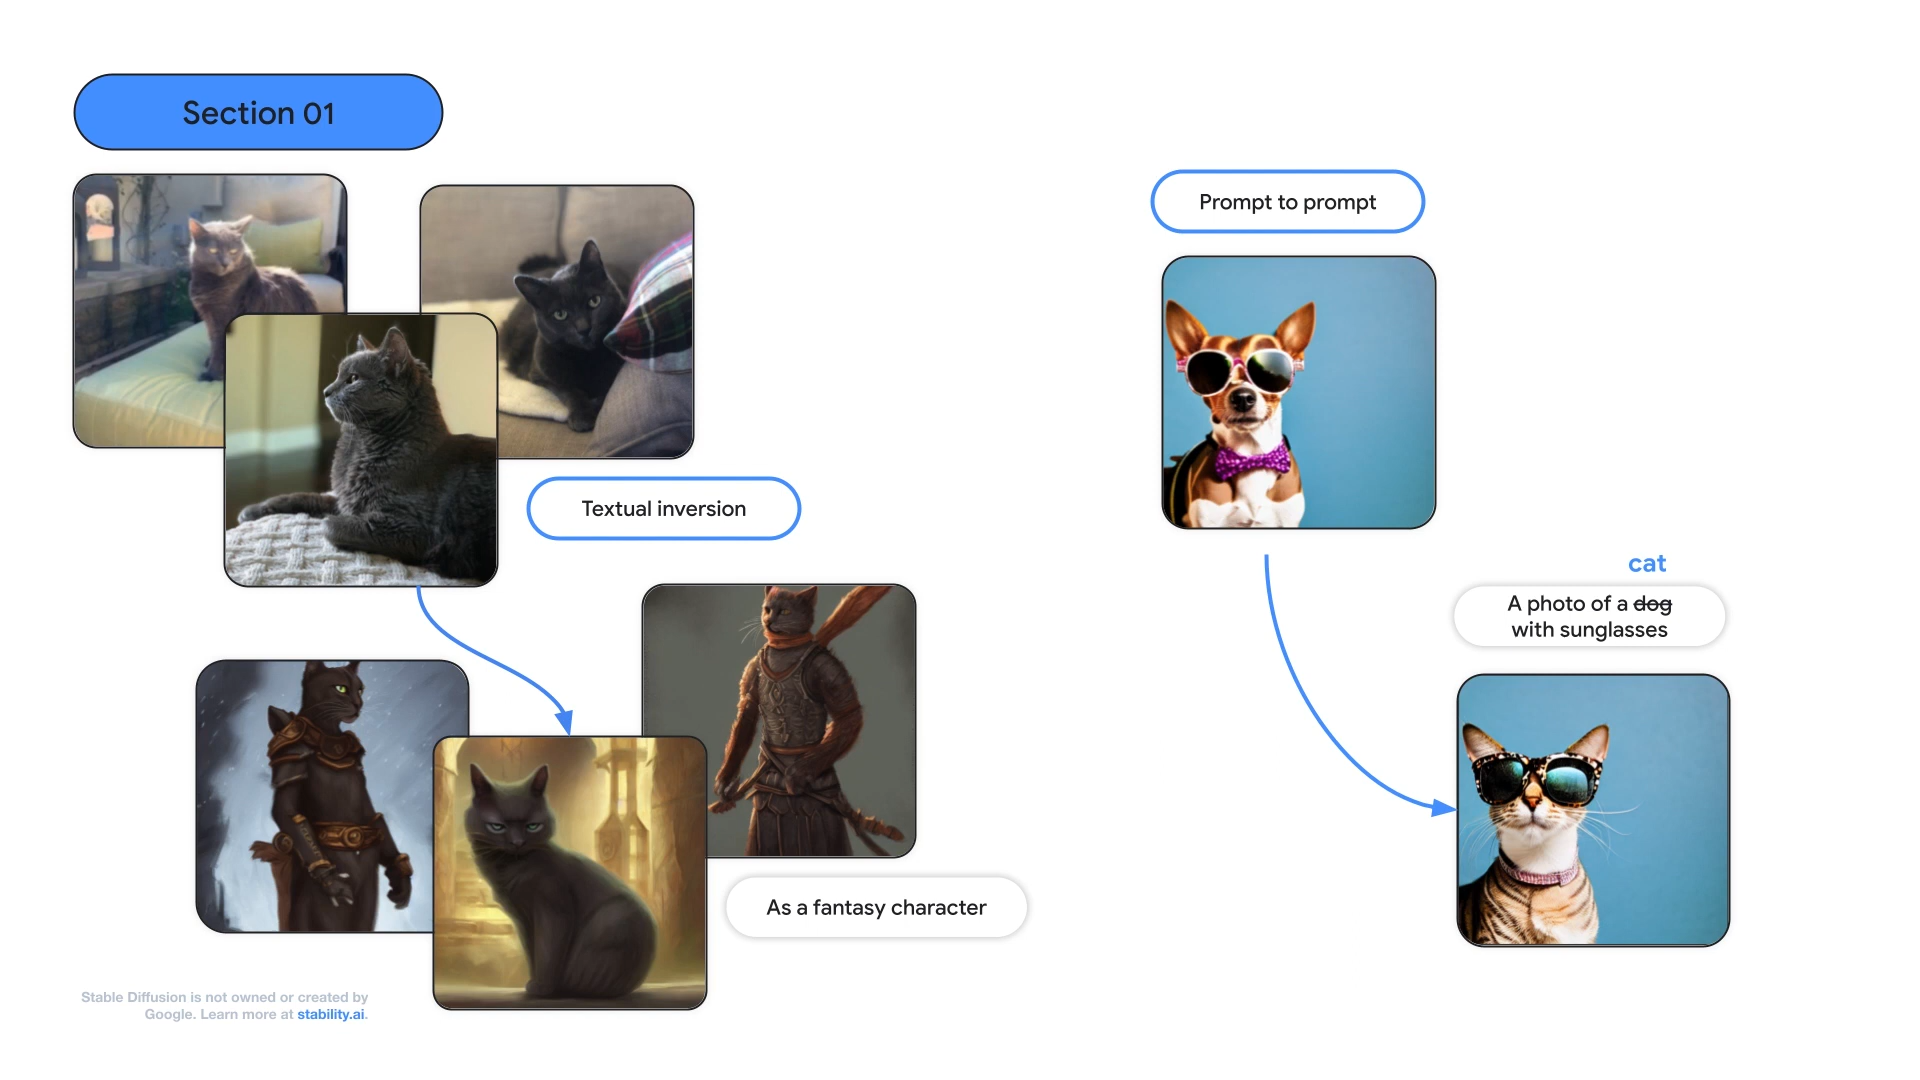 Section 01
Textual inversion
As a fantasy character
Stable Diffusion is not owned or created by
Google. Learn more at stability.ai.
Prompt to prompt
cat
A photo of a dog
with sunglasses